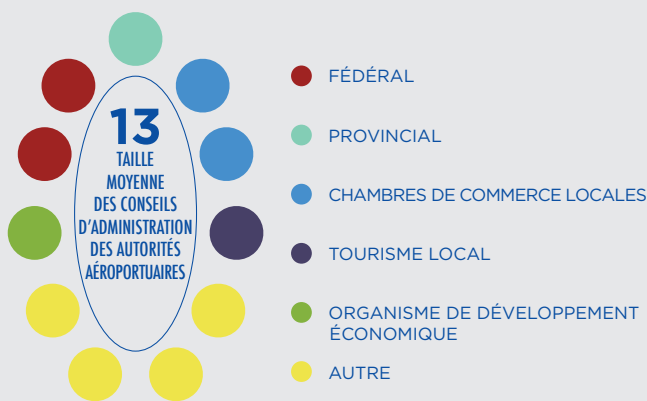 13
TAILLE
MOYENNE
DES CONSEILS
D'ADMINISTRATION
DES AUTORITÉS
AÉROPORTUAIRES
FÉDÉRAL
PROVINCIAL
CHAMBRES DE COMMERCE LOCALES
TOURISME LOCAL
ORGANISME DE DÉVELOPPEMENT
ÉCONOMIQUE
AUTRE